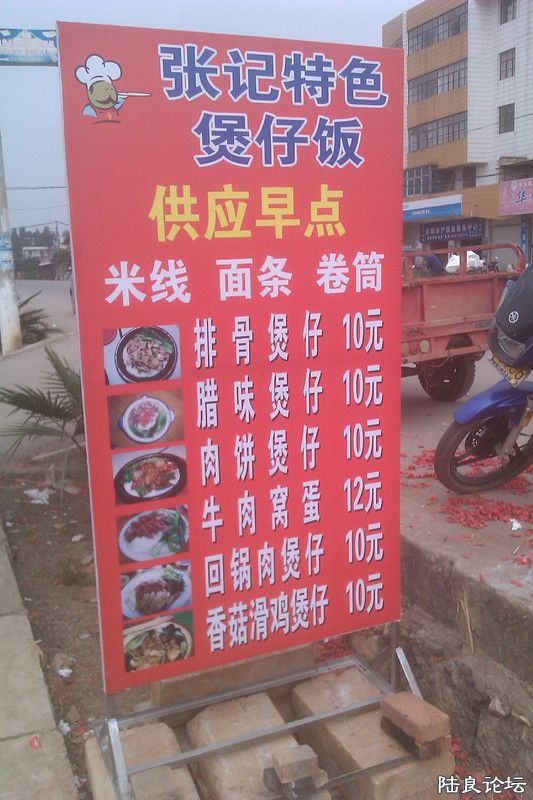 张记特色
煲仔饭
供应早点
米线 面条 卷筒
排骨煲仔 10元
腊味煲仔 10元
肉饼煲仔 10元
牛肉窝蛋 12元
回锅肉煲仔 10元
香菇滑鸡煲仔 10元
陆良论坛